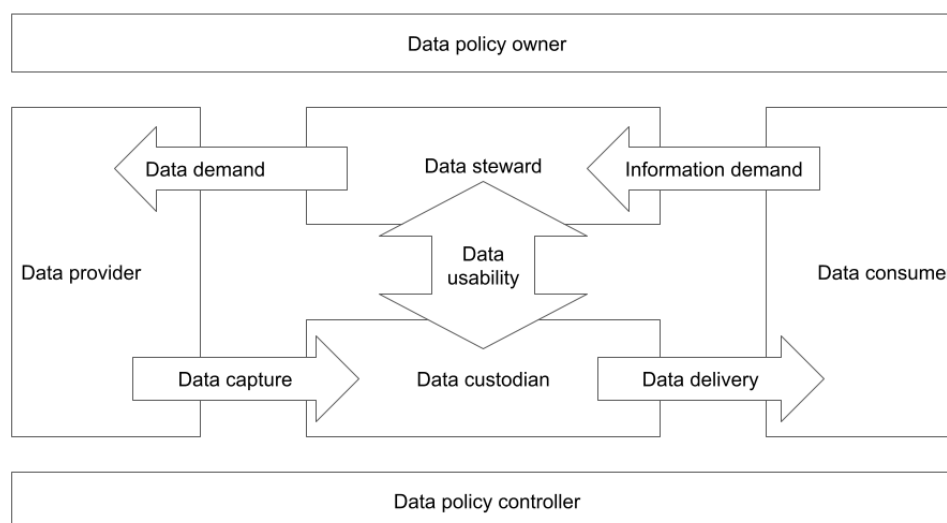 Data policy owner
Data demand
Data steward
Information demand
Data provider
Data
usability
Data consume
Data capture
Data custodian
Data delivery
Data policy controller